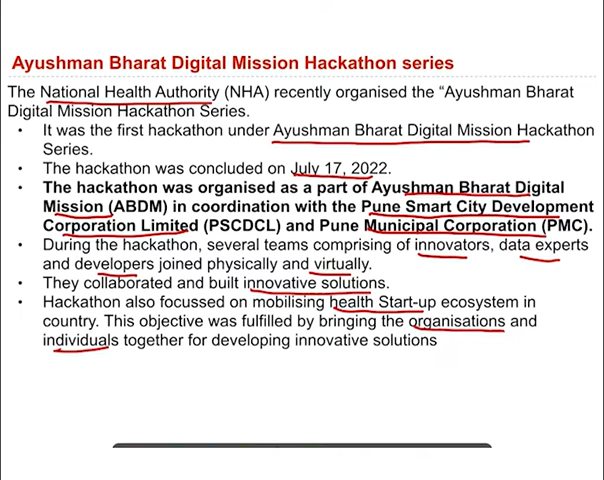 Ayushman Bharat Digital Mission Hackathon series
The National Health Authority (NHA) recently organised the “Ayushman Bharat
Digital Mission Hackathon Series.
• It was the first hackathon under Ayushman Bharat Digital Mission Hackathon
Series.
• The hackathon was concluded on July 17, 2022.
• The hackathon was organised as a part of Ayushman Bharat Digital
Mission (ABDM) in coordination with the Pune Smart City Development
Corporation Limited (PSCDCL) and Pune Municipal Corporation (PMC).
• During the hackathon, several teams comprising of innovators, data experts
and developers joined physically and virtually.
• They collaborated and built innovative solutions.
• Hackathon also focussed on mobilising health Start-up ecosystem in
country. This objective was fulfilled by bringing the organisations and
individuals together for developing innovative solutions